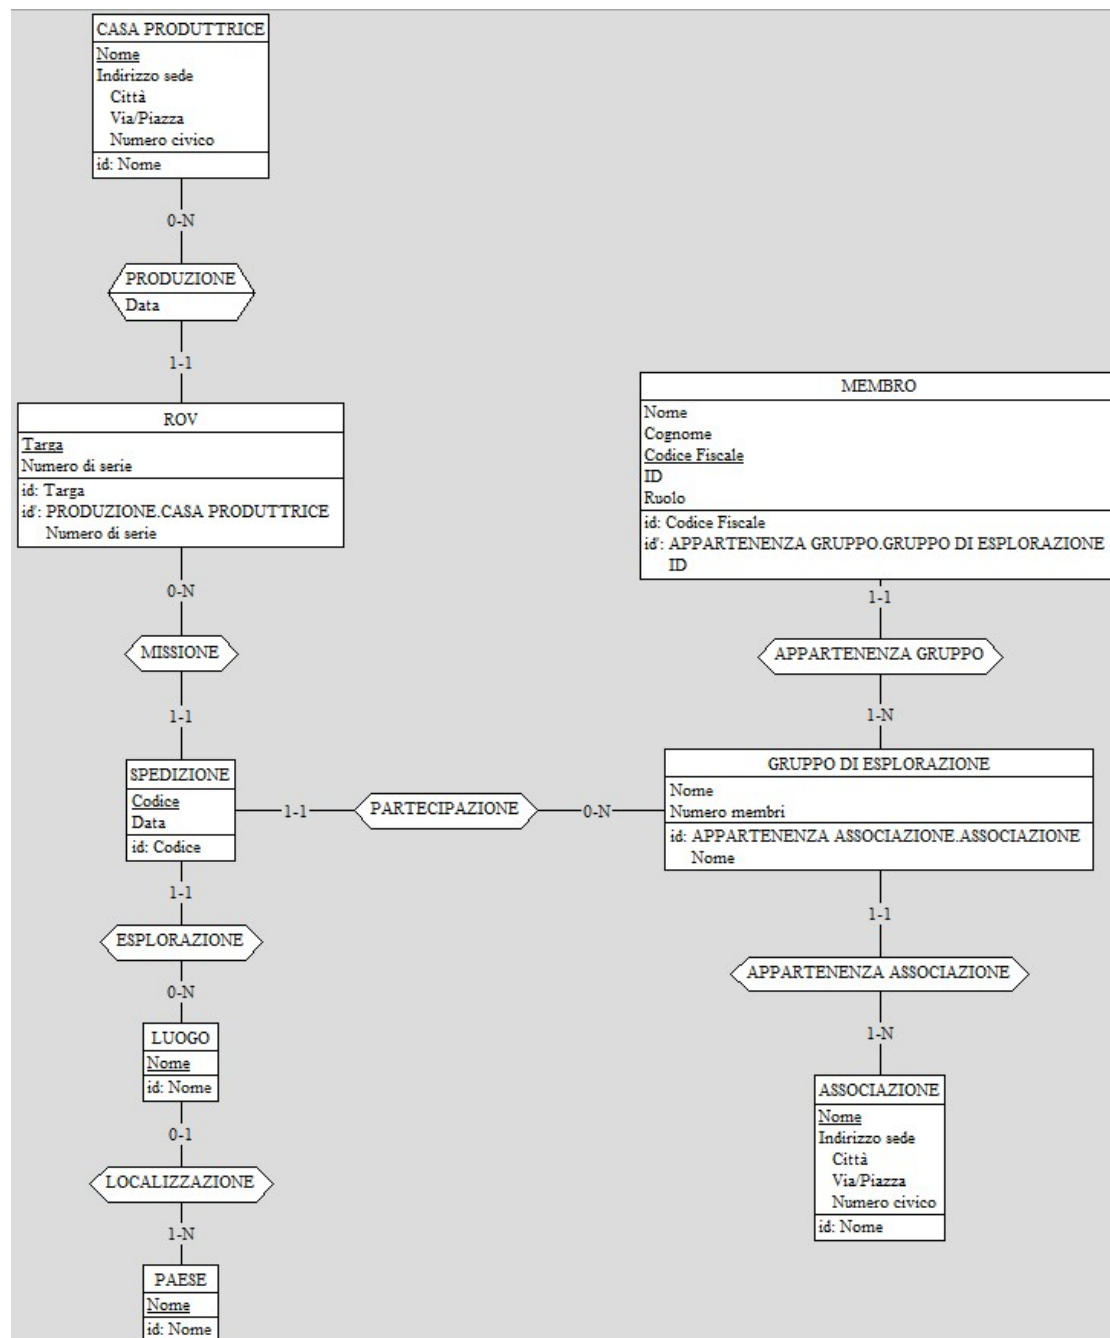 CASA PRODUTTRICE
Nome
Indirizzo sede
Città
Via/Piazza
Numero civico
id: Nome
0-N
PRODUZIONE
Data
1-1
ROV
Targa
Numero di serie
id: Targa
id': PRODUZIONE.CASA PRODUTTRICE
Numero di serie
0-N
MISSIONE
1-1
SPEDIZIONE
Codice
Data
id: Codice
1-1
PARTECIPAZIONE
0-N
MEMBRO
Nome
Cognome
Codice Fiscale
ID
Ruolo
id: Codice Fiscale
id': APPARTENENZA GRUPPO.GRUPPO DI ESPLORAZIONE
ID
1-1
APPARTENENZA GRUPPO
1-N
GRUPPO DI ESPLORAZIONE
Nome
Numero membri
id: APPARTENENZA ASSOCIAZIONE.ASSOCIAZIONE
Nome
1-1
APPARTENENZA ASSOCIAZIONE
1-N
ASSOCIAZIONE
Nome
Indirizzo sede
Città
Via/Piazza
Numero civico
id: Nome
1-1
ESPLORAZIONE
0-N
LUOGO
Nome
id: Nome
0-1
LOCALIZZAZIONE
1-N
PAESE
Nome
id: Nome